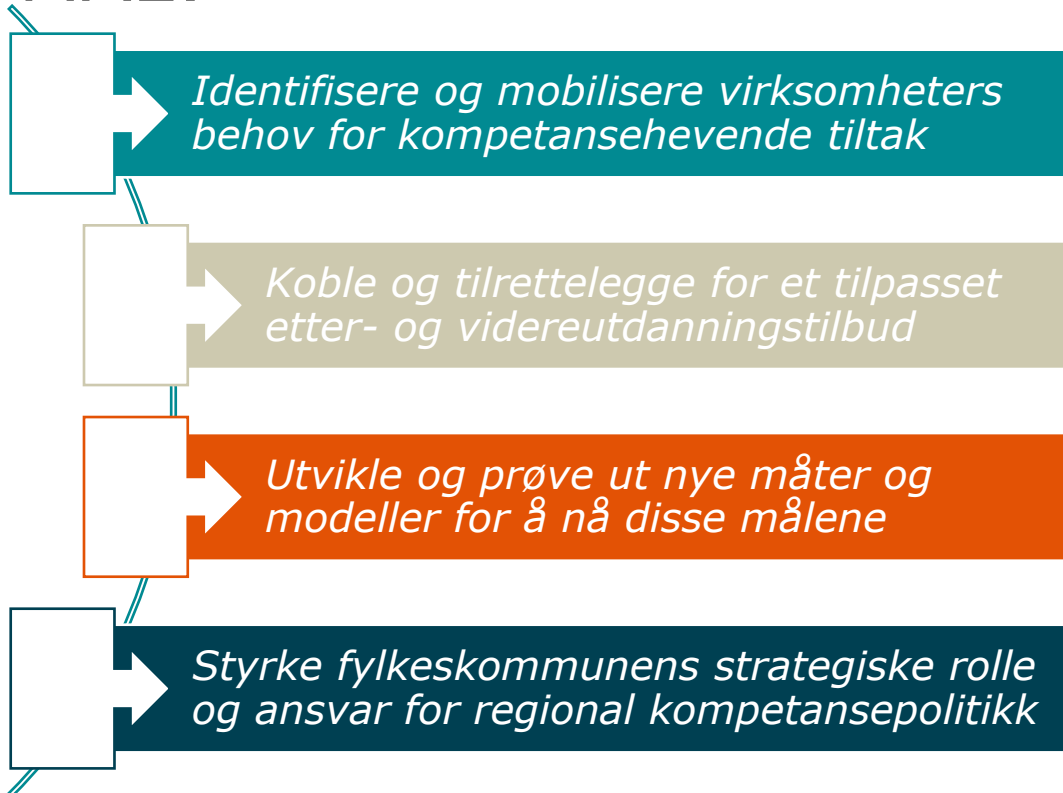 Identifisere og mobilisere virksomheters
behov for kompetansehevende tiltak
Koble og tilrettelegge for et tilpasset
etter- og videreutdanningstilbud
Utvikle og prøve ut nye måter og
modeller for å nå disse målene
Styrke fylkeskommunens strategiske rolle
og ansvar for regional kompetansepolitikk